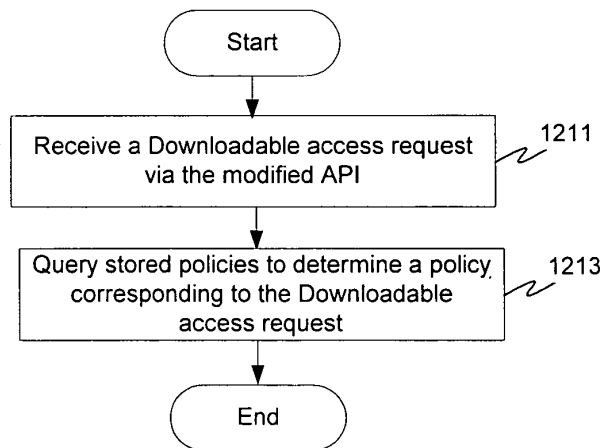 Start
Receive a Downloadable access request
via the modified API
1211
Query stored policies to determine a policy
corresponding to the Downloadable
access request
1213
End